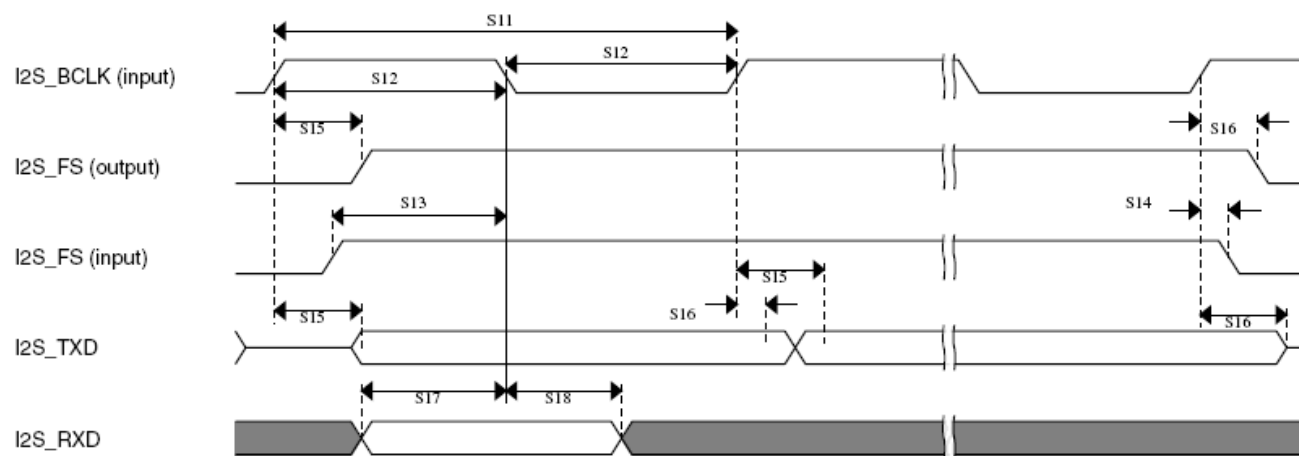 S11
I2S_BCLK (input)
S12
S12
S15
S16
I2S_FS (output)
S13
S14
I2S_FS (input)
S15
S15
S16
S16
I2S_TXD
S17
S18
I2S_RXD